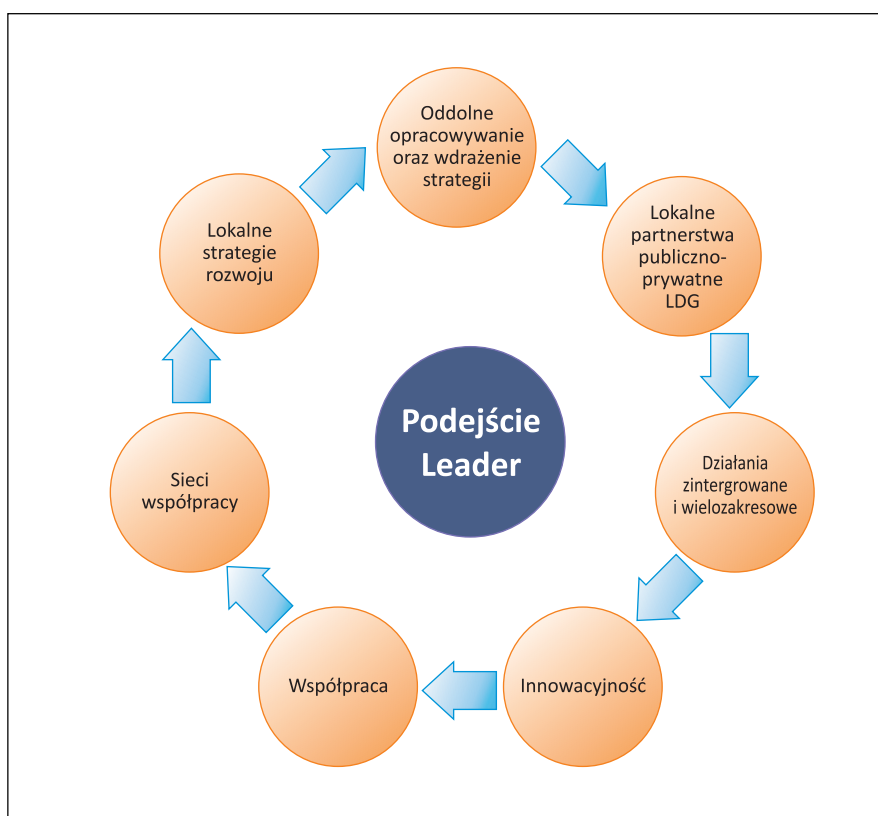 Oddolne
opracowywanie
oraz wdrażenie
strategii
Lokalne
partnerstwa
publiczno-
prywatne
LDG
Działania
zintergrowane
i wielozakresowe
Innowacyjność
Współpraca
Sieci
współpracy
Lokalne
strategie
rozwoju
Podejście
Leader